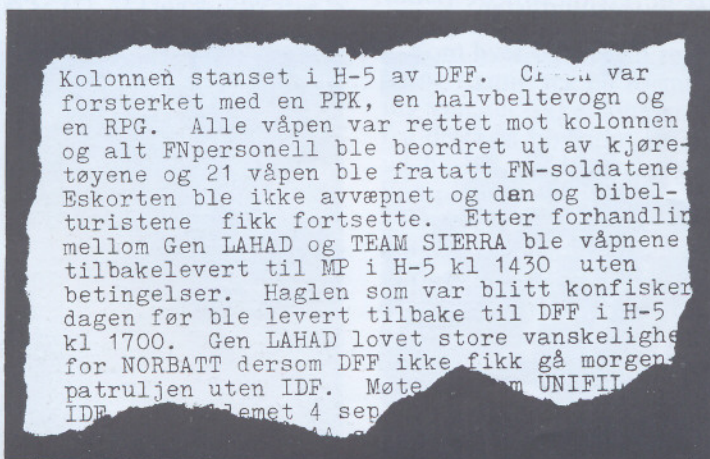 Kolonnen stanset i H-5 av DFF. var
forsterket med en PPK, en halvbeltevogn og
en RPG. Alle våpen var rettet mot kolonnen
og alt FNpersonell ble beordret ut av kjøre-
tøyene og 21 våpen ble fratatt FN-soldatene
Eskorten ble ikke avvæpnet og den og bibel-
turistene fikk fortsette. Etter forhandlin
mellom Gen LAHAD og TEAM SIERRA ble våpnene
tilbakelevert til MP i H-5 kl 1430 uten
betingelser. Haglen som var blitt konfisker
dagen før ble levert tilbake til DFF i H-5
kl 1700. Gen LAHAD lovet store vanskelighe
for NORBATT dersom DFF ikke fikk gå morgen-
patruljen uten IDF. Møte UNIFIL
IDF lemet 4 sep